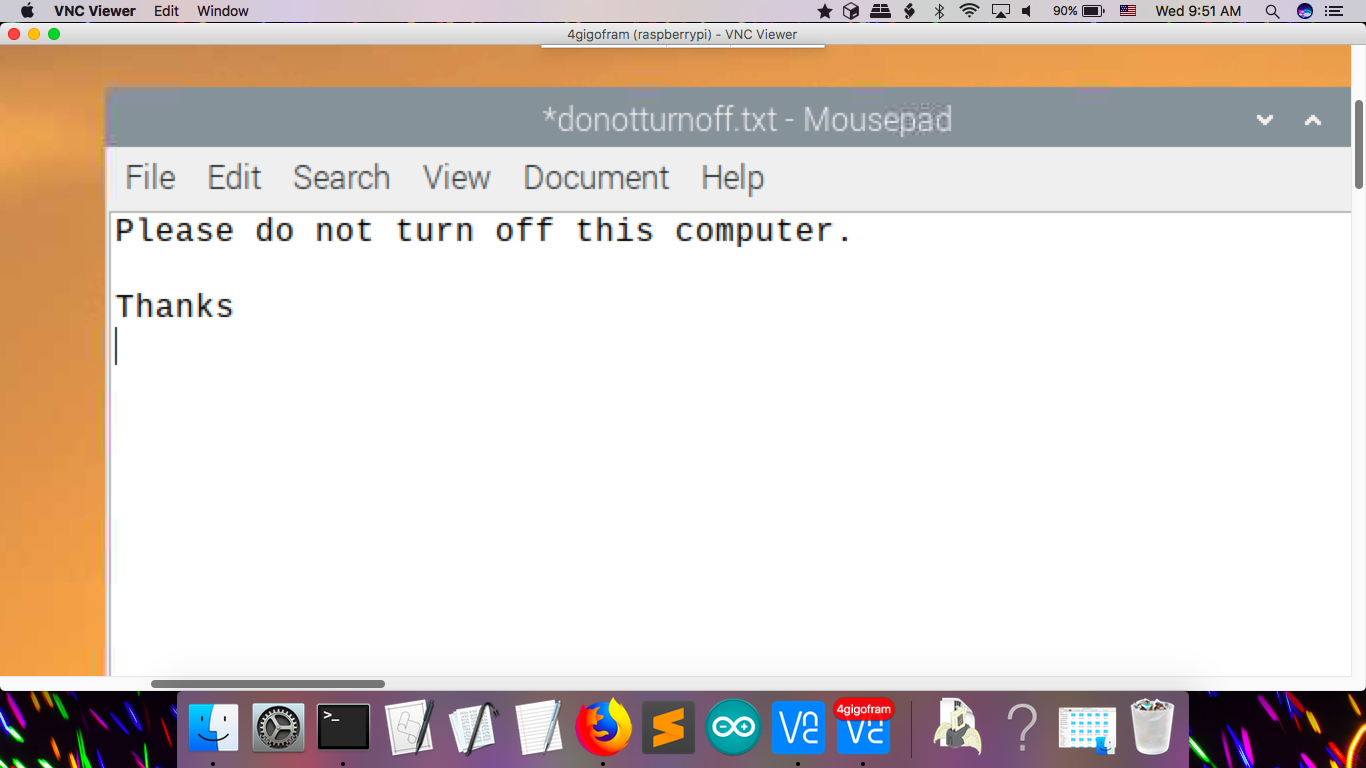 VNC Viewer Edit Window 90% Wed 9:51 AM
4gigofram (raspberrypi) - VNC Viewer
*donotturnoff.txt - Mousepad
File Edit Search View Document Help
Please do not turn off this computer.
Thanks
>_
4gigofram